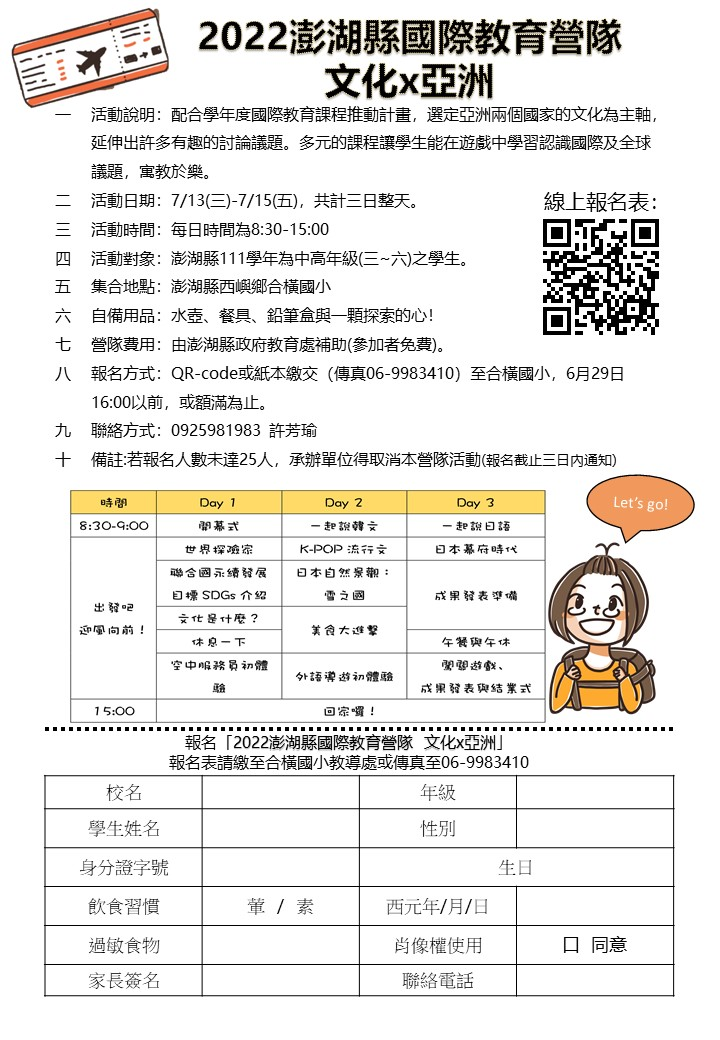 2022澎湖縣國際教育營隊
文化x亞洲
一 活動說明：配合學年度國際教育課程推動計畫，選定亞洲兩個國家的文化為主軸，
延伸出許多有趣的討論議題。多元的課程讓學生能在遊戲中學習認識國際及全球
議題，寓教於樂。
二 活動日期：7/13(三)-7/15(五)，共計三日整天。
三 活動時間：每日時間為8:30-15:00
四 活動對象：澎湖縣111學年為中高年級(三~六)之學生。
五 集合地點：澎湖縣西嶼鄉合橫國小
六 自備用品：水壺、餐具、鉛筆盒與一顆探索的心！
七 營隊費用：由澎湖縣政府教育處補助(參加者免費)。
八 報名方式：QR-code或紙本繳交（傳真06-9983410）至合橫國小，6月29日
16:00以前，或額滿為止。
九 聯絡方式：0925981983 許芳瑜
十 備註:若報名人數未達25人，承辦單位得取消本營隊活動(報名截止三日內通知)
線上報名表：
時間 Day 1 Day 2 Day 3
8:30-9:00 開幕式 一起說韓文 一起說日語
出發吧
迎風向前！
世界探險家 K-POP 流行文 日本幕府時代
聯合國永續發展
目標 SDGs 介紹
日本自然景觀：
雪之國
成果發表準備
文化是什麼？
美食大進擊
休息一下
午餐與午休
空中服務員初體
驗
外語導遊初體驗
闖關遊戲、
成果發表與結業式
15:00 回家囉！
Let's go!
報名「2022澎湖縣國際教育營隊 文化x亞洲」
報名表請繳至合橫國小教導處或傳真至06-9983410
校名 年級
學生姓名 性別
身分證字號 生日
飲食習慣 葷 / 素 西元年/月/日
過敏食物 肖像權使用 口 同意
家長簽名 聯絡電話